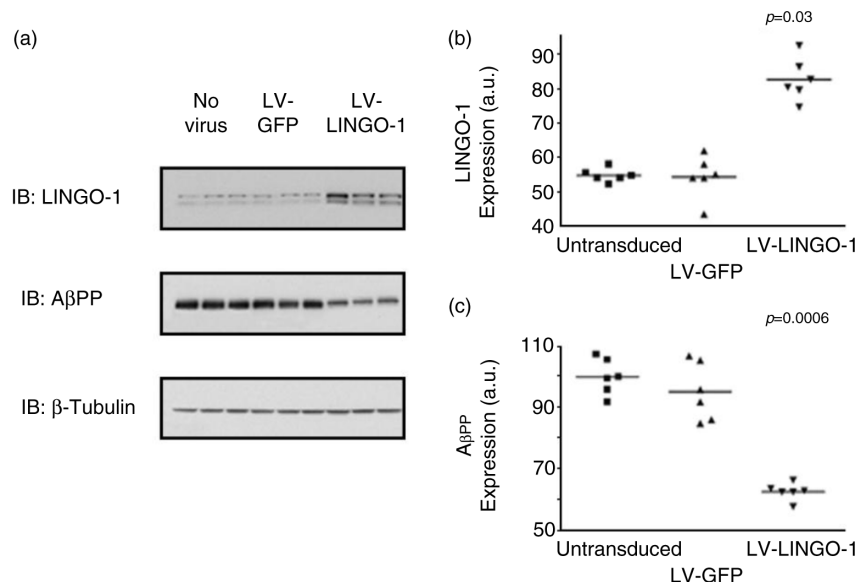 (a)
No virus
LV-GFP
LV-LINGO-1
IB: LINGO-1
IB: AβPP
IB: β-Tubulin
(b)
p=0.03
LINGO-1
Expression (a.u.)
90
80
70
60
50
40
Untransduced
LV-GFP
LV-LINGO-1
(c)
p=0.0006
AβPP
Expression (a.u.)
110
90
70
50
Untransduced
LV-GFP
LV-LINGO-1